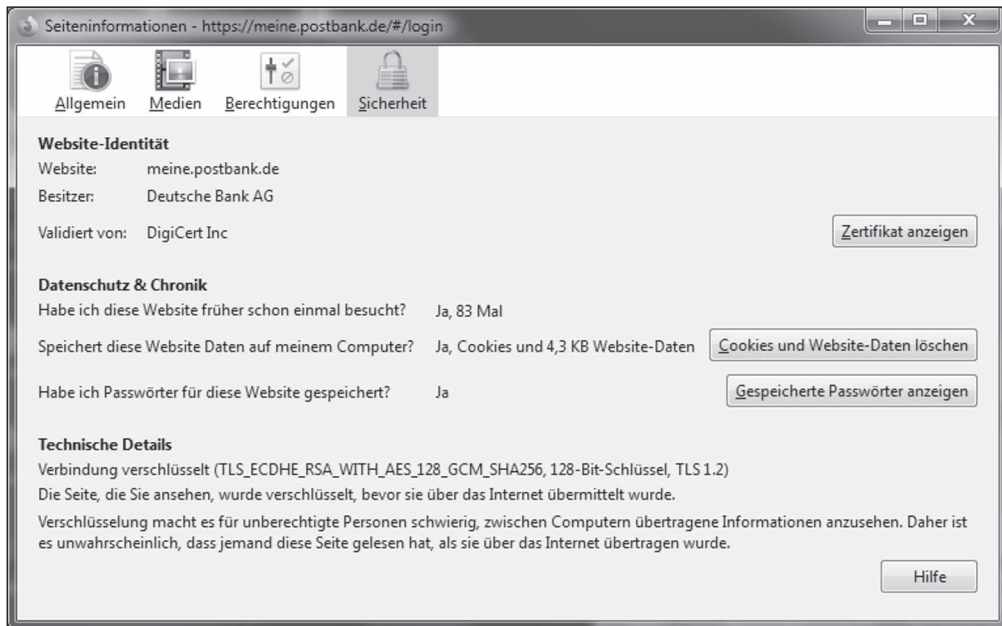 Seiteninformationen - https://meine.postbank.de/#/login
Allgemein Medien Berechtigungen Sicherheit
Website-Identität
Website: meine.postbank.de
Besitzer: Deutsche Bank AG
Validiert von: DigiCert Inc Zertifikat anzeigen
Datenschutz & Chronik
Habe ich diese Website früher schon einmal besucht? Ja, 83 Mal
Speichert diese Website Daten auf meinem Computer? Ja, Cookies und 4,3 KB Website-Daten Cookies und Website-Daten löschen
Habe ich Passwörter für diese Website gespeichert? Ja Gespeicherte Passwörter anzeigen
Technische Details
Verbindung verschlüsselt (TLS_ECDHE_RSA_WITH_AES_128_GCM_SHA256, 128-Bit-Schlüssel, TLS 1.2)
Die Seite, die Sie ansehen, wurde verschlüsselt, bevor sie über das Internet übermittelt wurde.
Verschlüsselung macht es für unberechtigte Personen schwierig, zwischen Computern übertragene Informationen anzusehen. Daher ist
es unwahrscheinlich, dass jemand diese Seite gelesen hat, als sie über das Internet übertragen wurde.
Hilfe